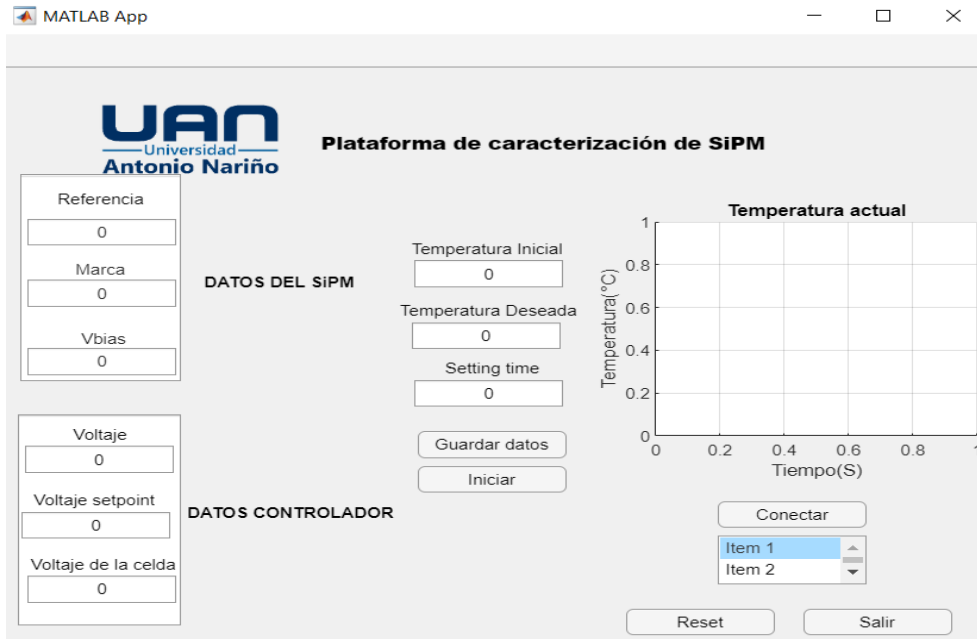 MATLAB App
UAN
Universidad
Antonio Nariño
Plataforma de caracterización de SiPM
Referencia
0
Marca
0
Vbias
0
DATOS DEL SiPM
Temperatura Inicial
0
Temperatura Deseada
0
Setting time
0
Guardar datos
Iniciar
Temperatura actual
Temperatura(°C)
1
0.8
0.6
0.4
0.2
0
0 0.2 0.4 0.6 0.8 1
Tiempo(S)
Voltaje
0
Voltaje setpoint
0
Voltaje de la celda
0
DATOS CONTROLADOR
Conectar
Item 1
Item 2
Reset
Salir